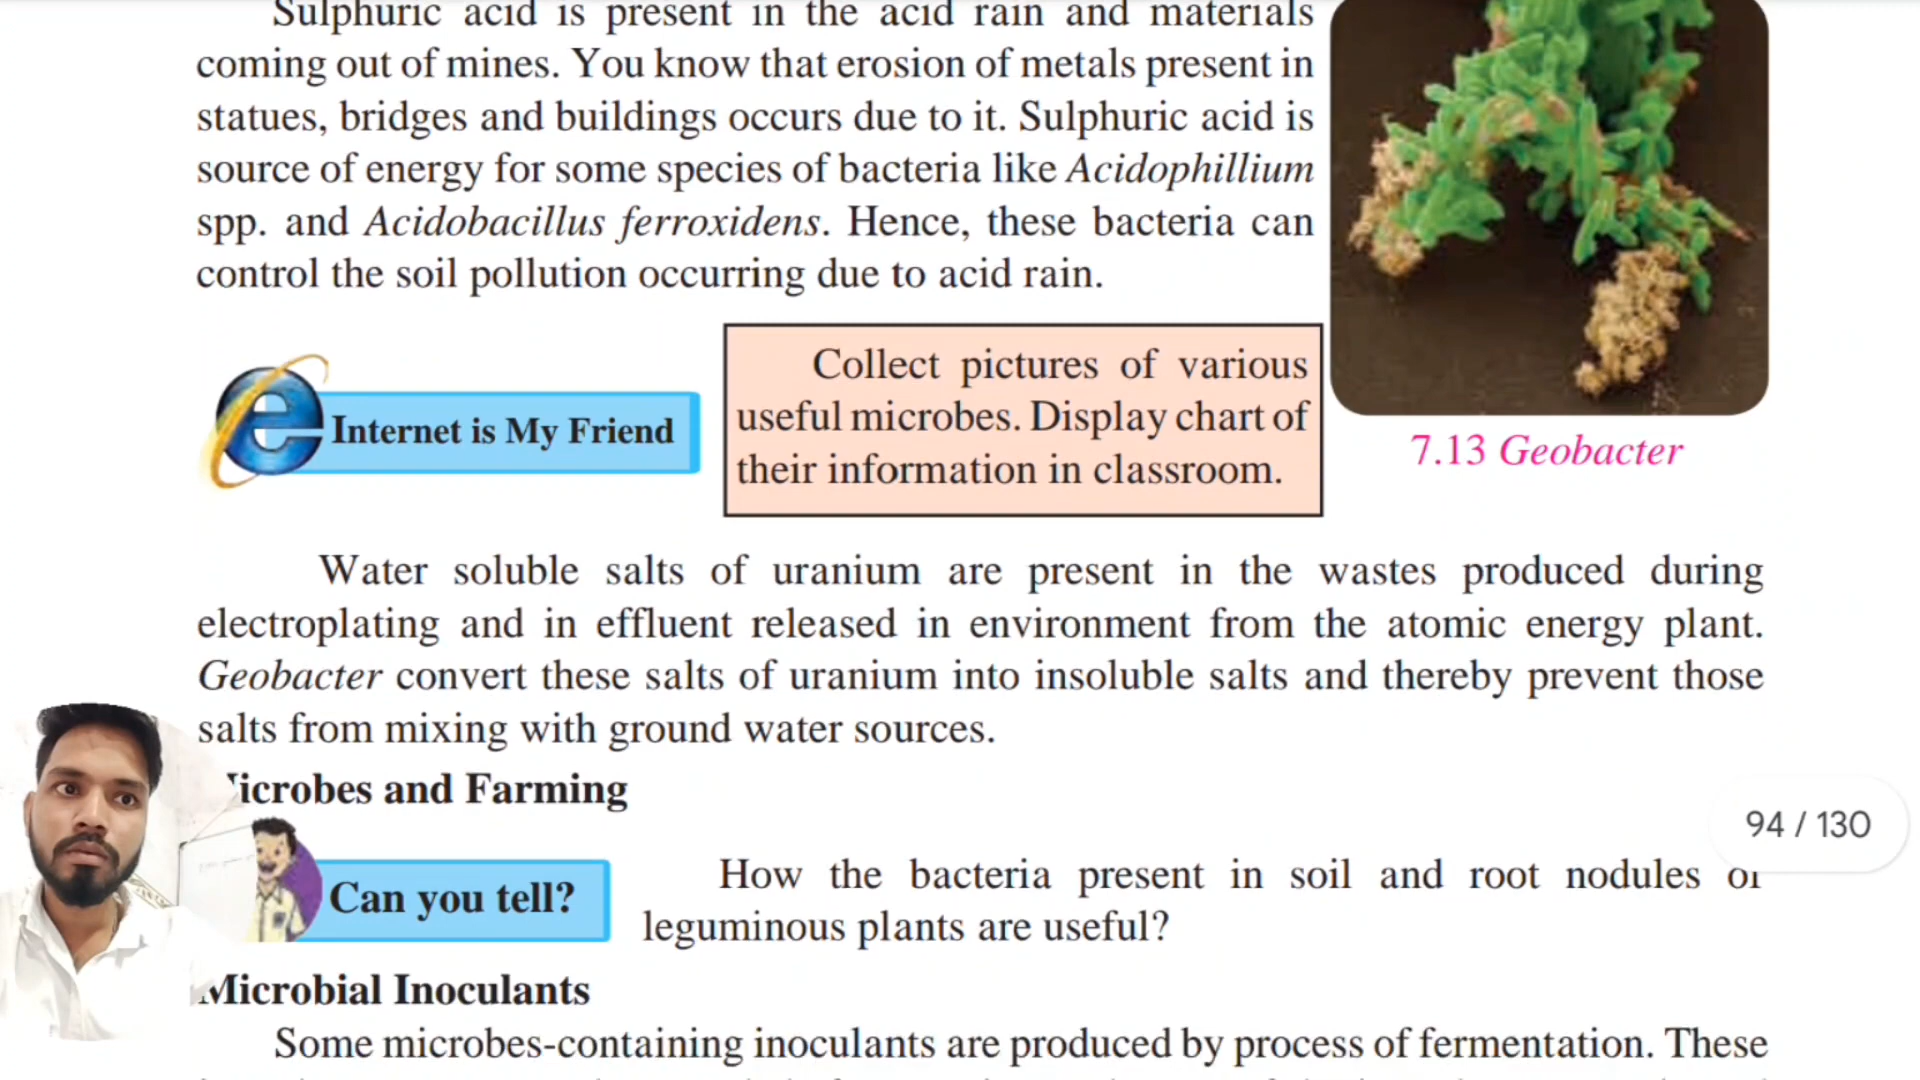 Sulphuric acid is present in the acid rain and materials
coming out of mines. You know that erosion of metals present in
statues, bridges and buildings occurs due to it. Sulphuric acid is
source of energy for some species of bacteria like Acidophillium
spp. and Acidobacillus ferroxidens. Hence, these bacteria can
control the soil pollution occurring due to acid rain.
Internet is My Friend
Collect pictures of various
useful microbes. Display chart of
their information in classroom.
7.13 Geobacter
Water soluble salts of uranium are present in the wastes produced during
electroplating and in effluent released in environment from the atomic energy plant.
Geobacter convert these salts of uranium into insoluble salts and thereby prevent those
salts from mixing with ground water sources.
Microbes and Farming
94 / 130
Can you tell?
How the bacteria present in soil and root nodules of
leguminous plants are useful?
Microbial Inoculants
Some microbes-containing inoculants are produced by process of fermentation. These